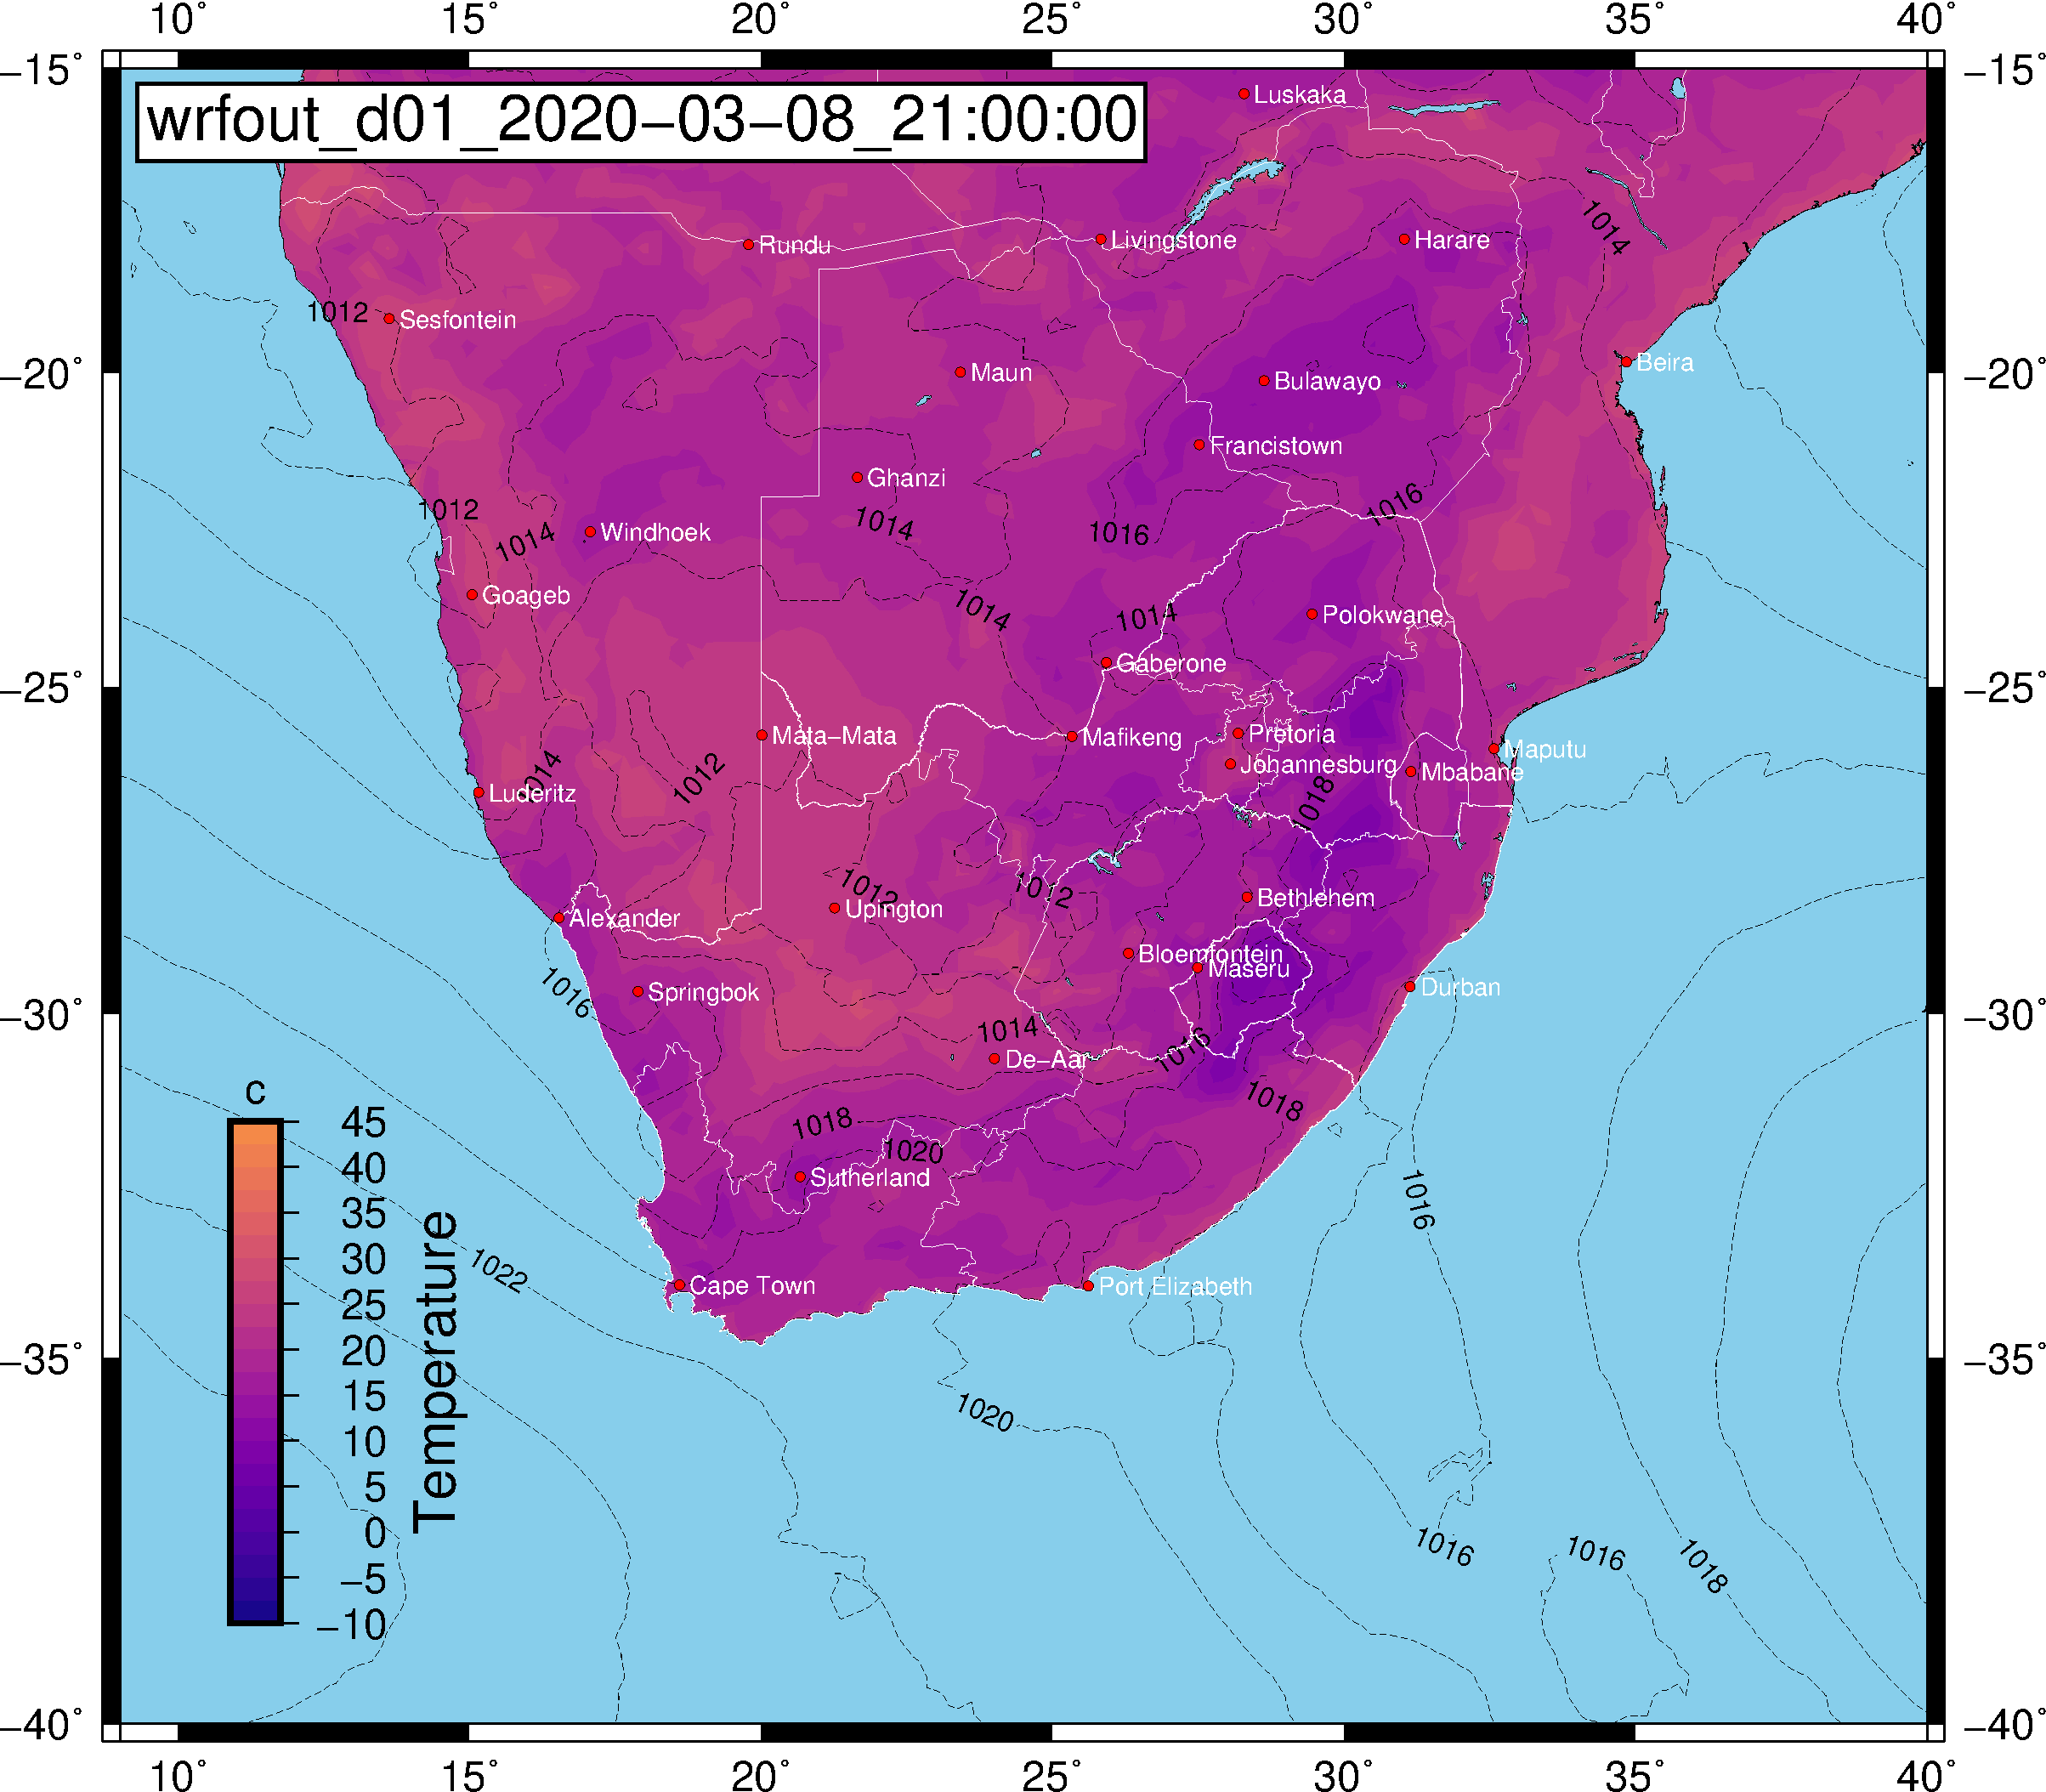 10° 15° 20° 25° 30° 35° 40°
−15° −15°
wrfout_d01_2020−03−08_21:00:00
Luskaka
1014
Rundu
Livingstone
Harare
1012
Sesfontein
Beira
−20° −20°
Maun
Bulawayo
Francistown
Ghanzi
1012
1016
1014
1014
1016
Windhoek
Goageb
1014
1014
Polokwane
Gaberone
−25° −25°
Mata−Mata
Mafikeng
Pretoria
Maputu
Johannesburg
Mbabane
1014
1012
Luderitz
1018
1012
1012
Bethlehem
Upington
Alexander
Bloemfontein
Maseru
1016
Springbok
Durban
−30° −30°
1014
De−Aar
1016
1018
1018
1020
Sutherland
1016
1022
Cape Town
Port Elizabeth
−35° −35°
1020
1016
1016
1018
c
45
40
35
30
25
20
15
10
5
0
−5
−10
Temperature
−40° −40°
10° 15° 20° 25° 30° 35° 40°